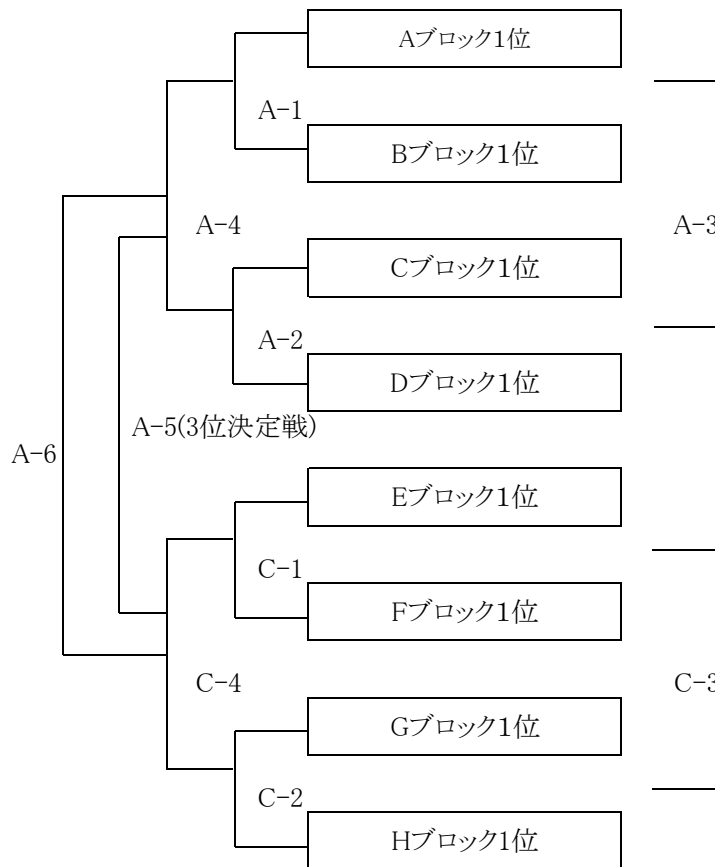 Aブロック1位
A-1
Bブロック1位
A-4
A-3
Cブロック1位
A-2
Dブロック1位
A-5(3位決定戦)
A-6
Eブロック1位
C-1
Fブロック1位
C-4
C-3
Gブロック1位
C-2
Hブロック1位